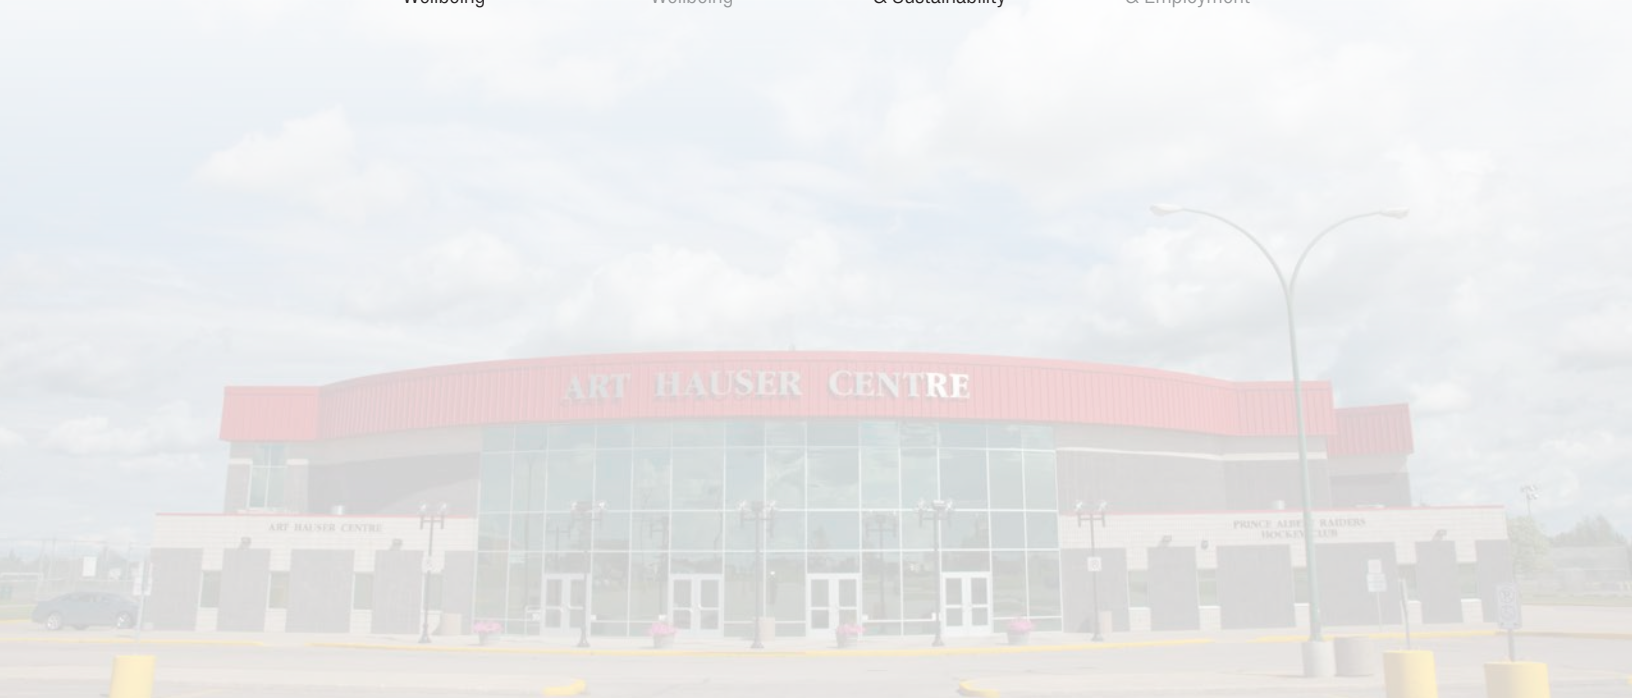 Wellbeing Wellbeing & Sustainability & Employment
ART HAUSER CENTRE
ART HAUSER CENTRE
PRINCE ALBERT RAIDERS
HOCKEY CLUB